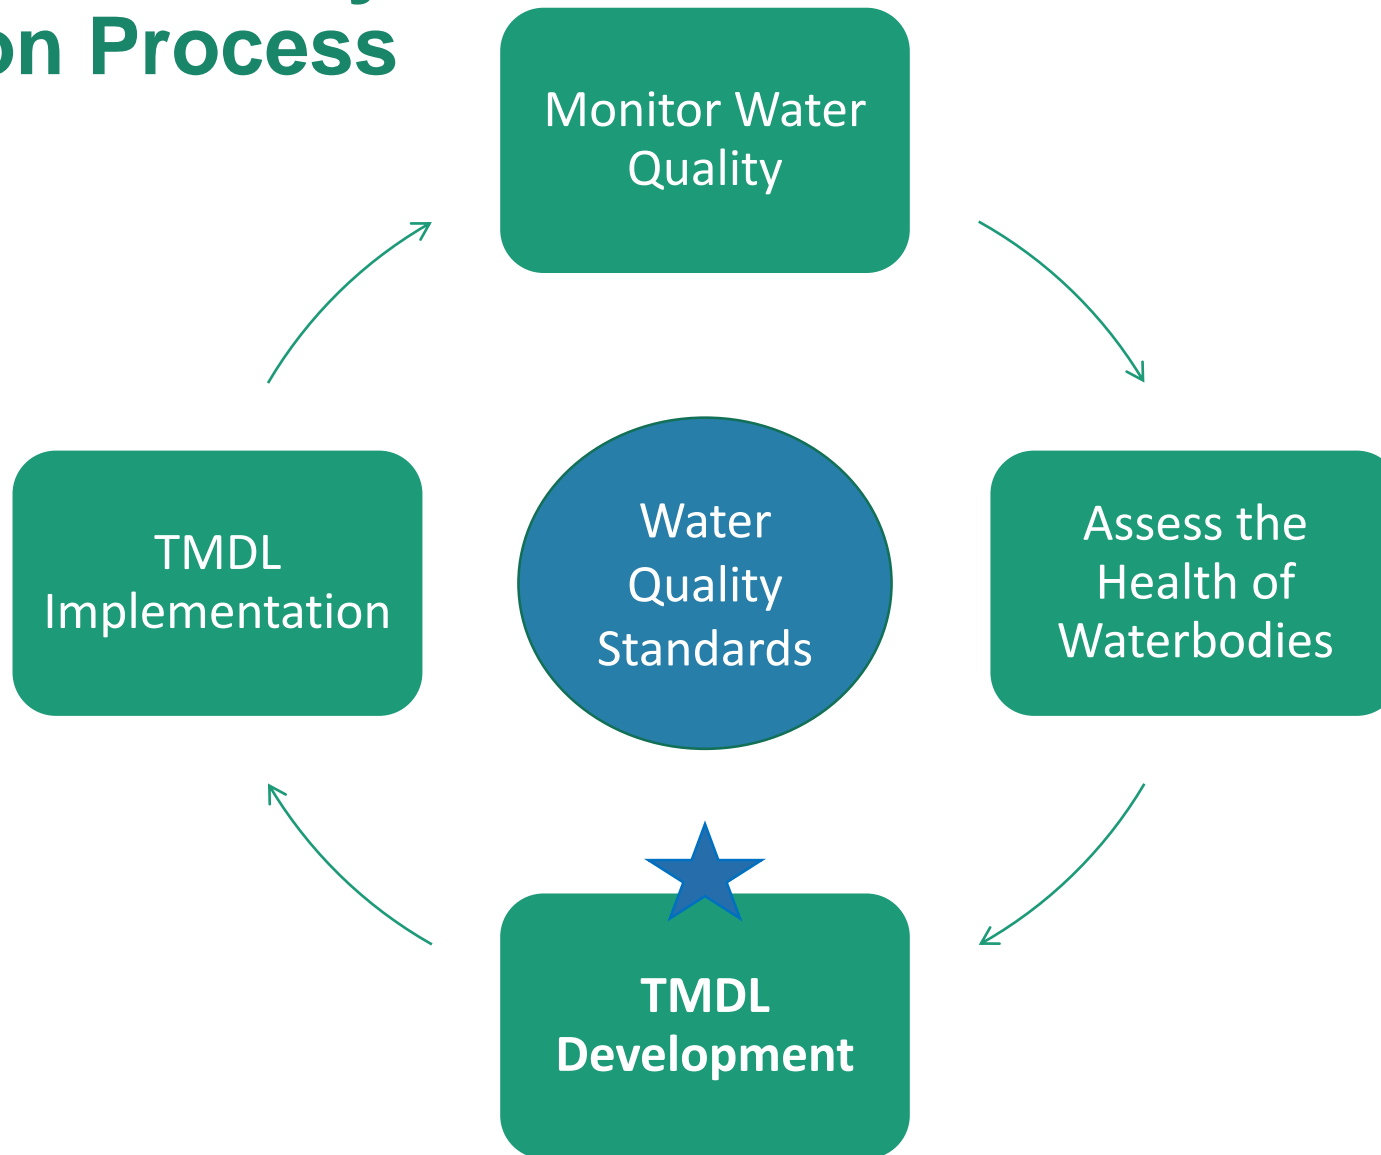 on Process
Monitor Water
Quality
Assess the
Health of
Waterbodies
Water
Quality
Standards
TMDL
Implementation
TMDL
Development